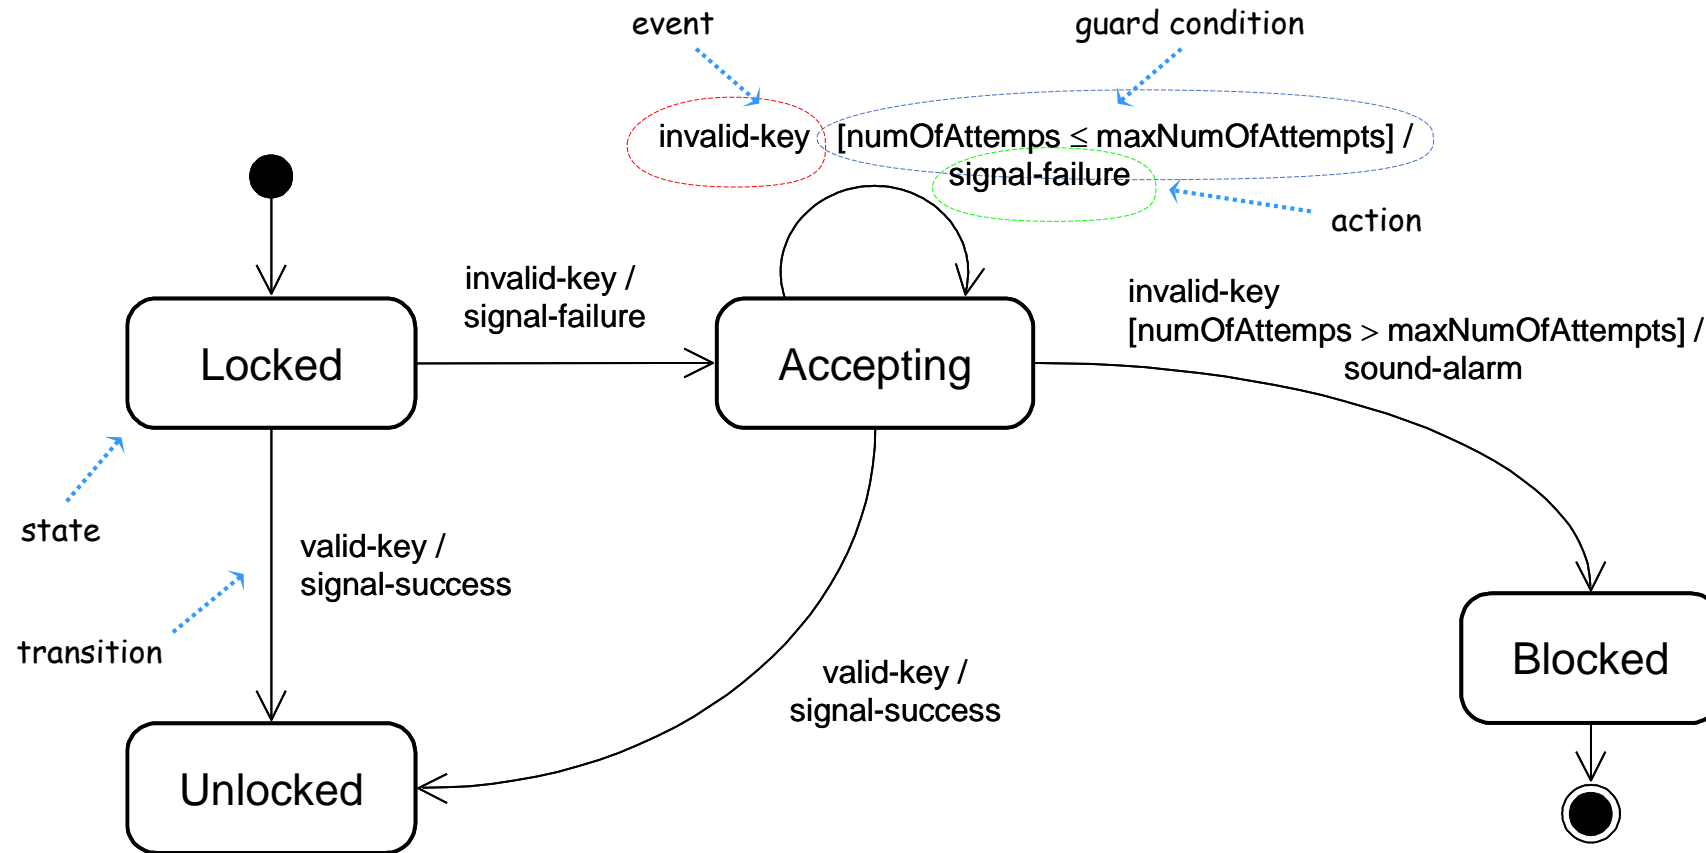 event
guard condition
invalid-key [numOfAttemps ≤ maxNumOfAttempts] /
signal-failure
action
invalid-key /
signal-failure
invalid-key
[numOfAttemps > maxNumOfAttempts] /
sound-alarm
Locked
Accepting
state
valid-key /
signal-success
transition
valid-key /
signal-success
Blocked
Unlocked